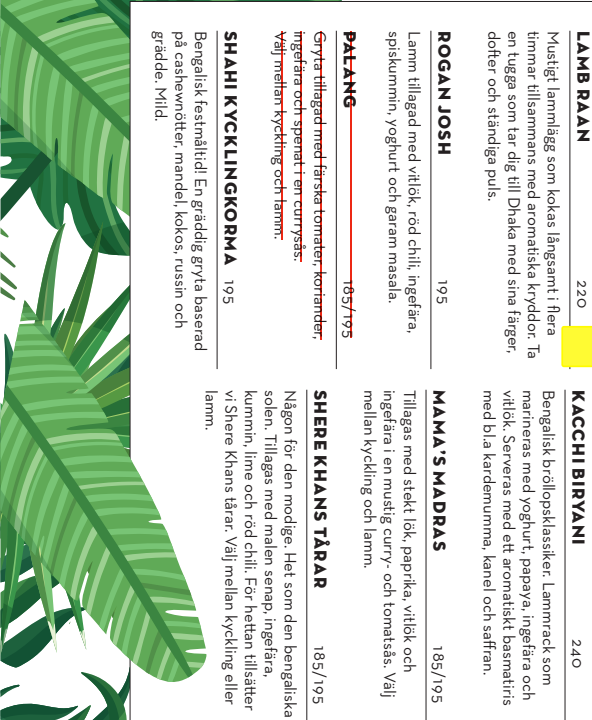 LAMB RAAN 220
Mustigt lammlägg som kokas långsamt i flera
timmar tillsammans med aromatiska kryddor. Ta
en tugga som tar dig till Dhaka med sina färger,
dofter och ständiga puls.
ROGAN JOSH 195
Lamm tillagad med vitlök, röd chili, ingefära,
spiskummin, yoghurt och garam masala.
PALANG 185/195
Gryta tillagad med färska tomater, koriander,
ingefära och spenat i en currysås.
Välj mellan kyckling och lamm.
SHAHI KYCKLINGKORMA 195
Bengalisk festmåltid! En gräddig gryta baserad
på cashewnötter, mandel, kokos, russin och
grädde. Mild.
KACCHI BIRYANI 240
Bengalisk bröllopsklassiker. Lammrack som
marineras med yoghurt, papaya, ingefära och
vitlök. Serveras med ett aromatiskt basmatiris
med bl.a kardemumma, kanel och saffran.
MAMA'S MADRAS 185/195
Tillagas med stekt lök, paprika, vitlök och
ingefära i en mustig curry- och tomatsås. Välj
mellan kyckling och lamm.
SHERE KHANS TÅRAR 185/195
Någon för den modige. Het som den bengaliska
solen. Tillagas med malen senap, ingefära,
kummin, lime och röd chili. För hettan tillsätter
vi Shere Khans tårar. Välj mellan kyckling eller
lamm.